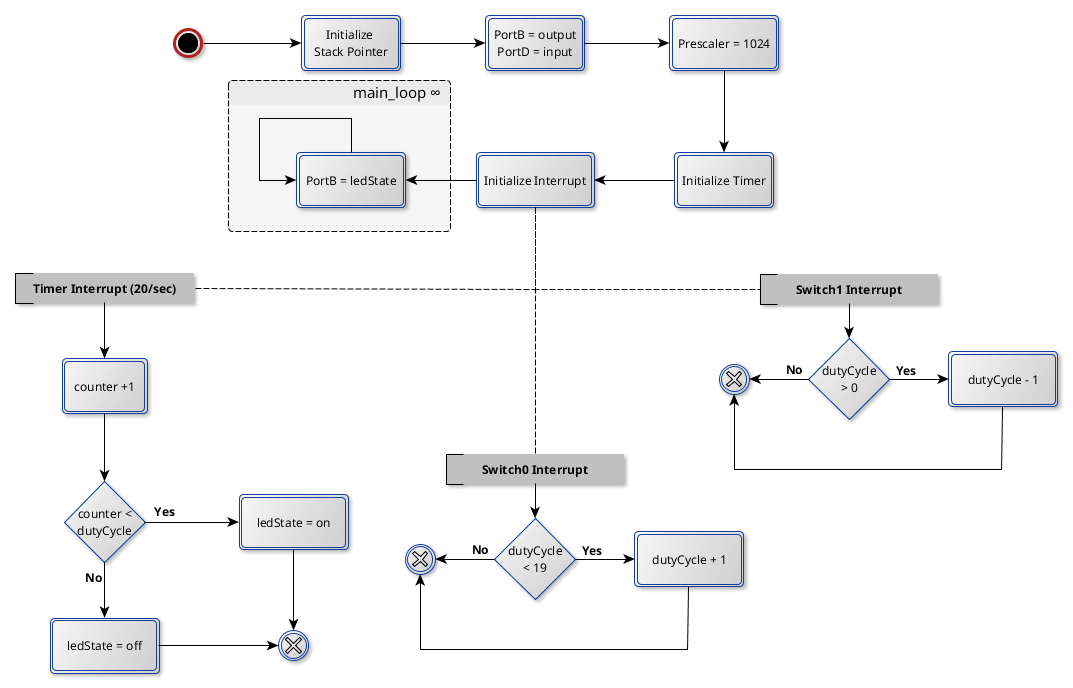 Initialize
Stack Pointer
PortB = output
PortD = input
Prescaler = 1024
main_loop ∞
PortB = ledState
Initialize Interrupt
Initialize Timer
Timer Interrupt (20/sec)
Switch1 Interrupt
counter +1
dutyCycle
> 0
No
Yes
dutyCycle - 1
Switch0 Interrupt
counter <
dutyCycle
Yes
No
ledState = on
dutyCycle
< 19
No
Yes
dutyCycle + 1
ledState = off